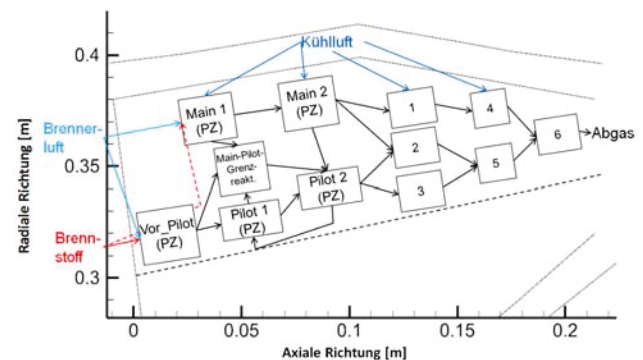 0.4
0.35
0.3
Radiale Richtung [m]
Kühlluft
Main 1
(PZ)
Main 2
(PZ)
1
4
Brenner-
luft
Main-Pilot-
Grenz-
reakt.
2
6
Abgas
5
Pilot 2
(PZ)
3
Vor_Pilot
(PZ)
Pilot 1
(PZ)
Brenn-
stoff
0
0.05
0.1
0.15
0.2
Axiale Richtung [m]